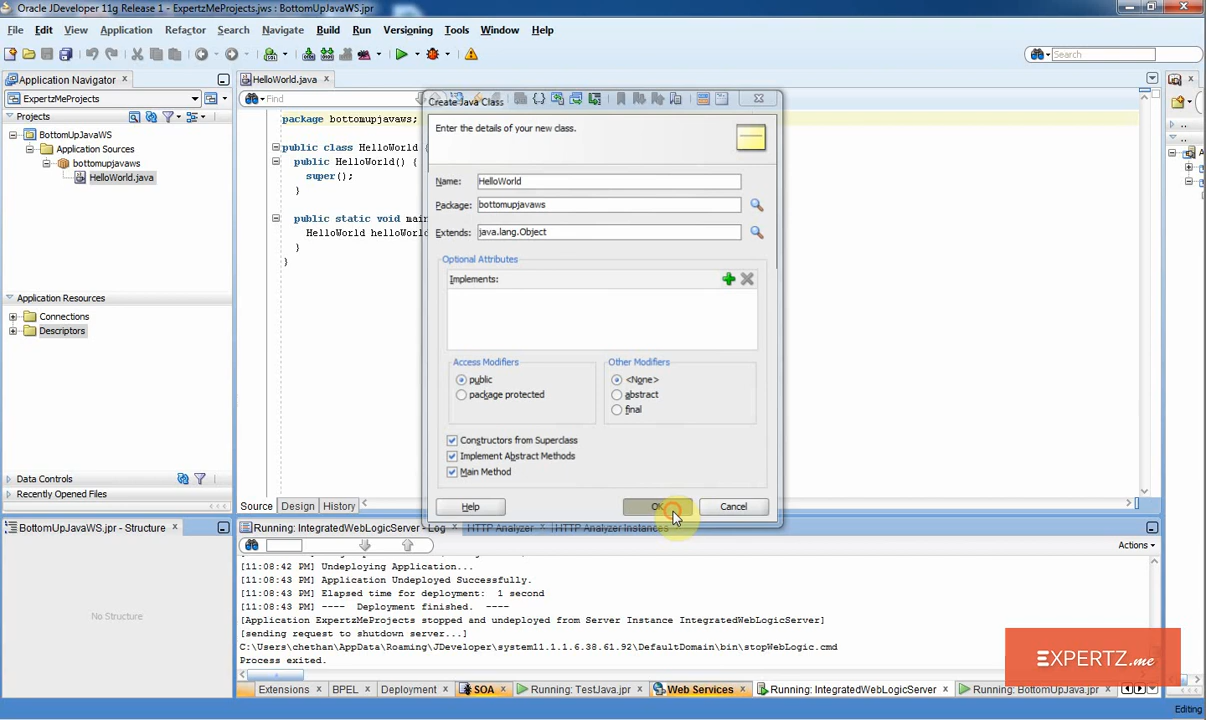 Oracle JDeveloper 11g Release 1 - ExpertzMeProjects.jws : BottomUpJavaWS.jpr
File Edit View Application Refactor Search Navigate Build Run Versioning Tools Window Help
Search
Application Navigator
HelloWorld.java
ExpertzMeProjects
Find
Projects
BottomUpJavaWS
Application Sources
bottomupjavaws
HelloWorld.java
Application Resources
Connections
Descriptors
Data Controls
Recently Opened Files
package bottomupjavaws;
public class HelloWorld {
public HelloWorld() {
super();
}
public static void main
HelloWorld helloWorld
}
}
Create Java Class
Enter the details of your new class.
Name: HelloWorld
Package: bottomupjavaws
Extends: java.lang.Object
Optional Attributes
Implements:
Access Modifiers
public
package protected
Other Modifiers
<None>
abstract
final
Constructors from Superclass
Implement Abstract Methods
Main Method
Help OK Cancel
Source Design History
BottomUpJavaWS.jpr - Structure
No Structure
Running: IntegratedWebLogicServer - Log HTTP Analyzer HTTP Analyzer Instances
Actions
[11:08:42 PM] Undeploying Application...
[11:08:43 PM] Application Undeployed Successfully.
[11:08:43 PM] Elapsed time for deployment:  1 second
[11:08:43 PM] ----  Deployment finished.  ----
[Application ExpertzMeProjects stopped and undeployed from Server Instance IntegratedWebLogicServer]
[sending request to shutdown server...]
C:\Users\chethan\AppData\Roaming\JDeveloper\system11.1.1.6.38.61.92\DefaultDomain\bin\stopWebLogic.cmd
Process exited.
EXPERTZ.me
Extensions BPEL Deployment SOA Running: TestJava.jpr Web Services Running: IntegratedWebLogicServer Running: BottomUpJava.jpr
Editing